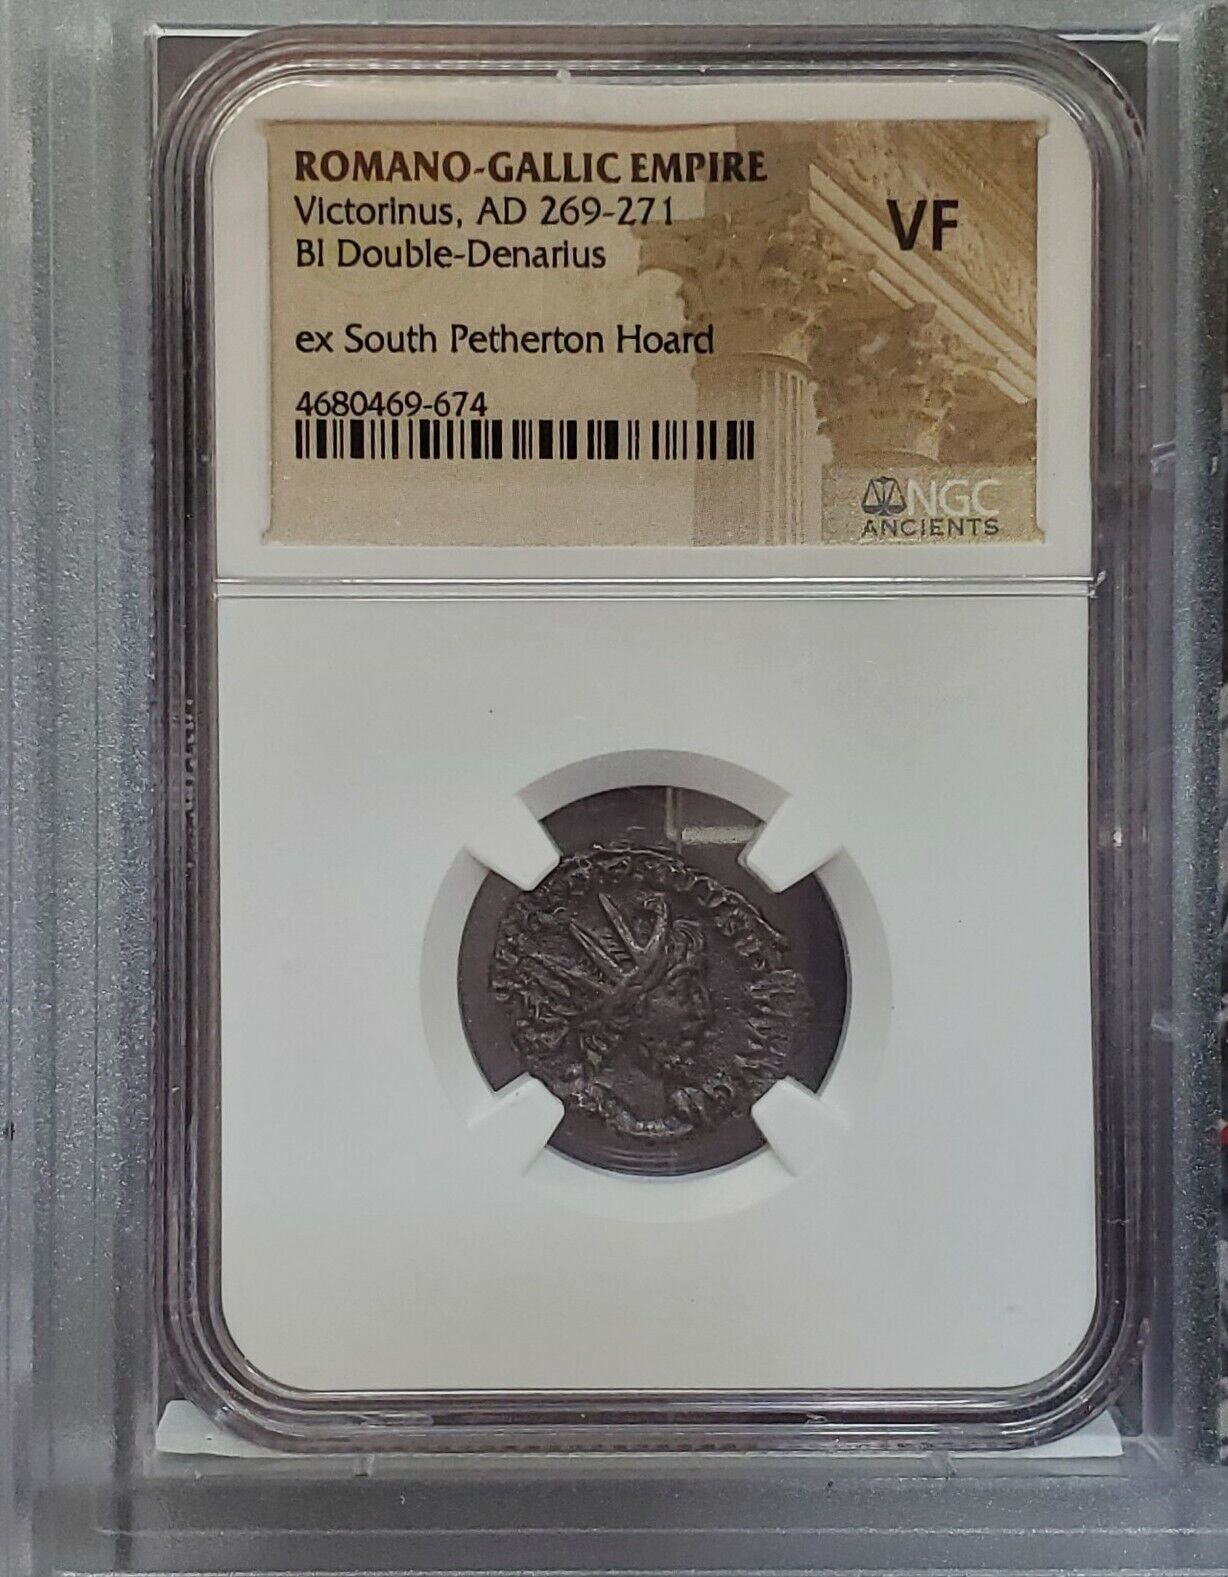 ROMANO-GALLIC EMPIRE
Victorinus, AD 269-271
BI Double-Denarius
VF
ex South Petherton Hoard
4680469-674
NGC
ANCIENTS